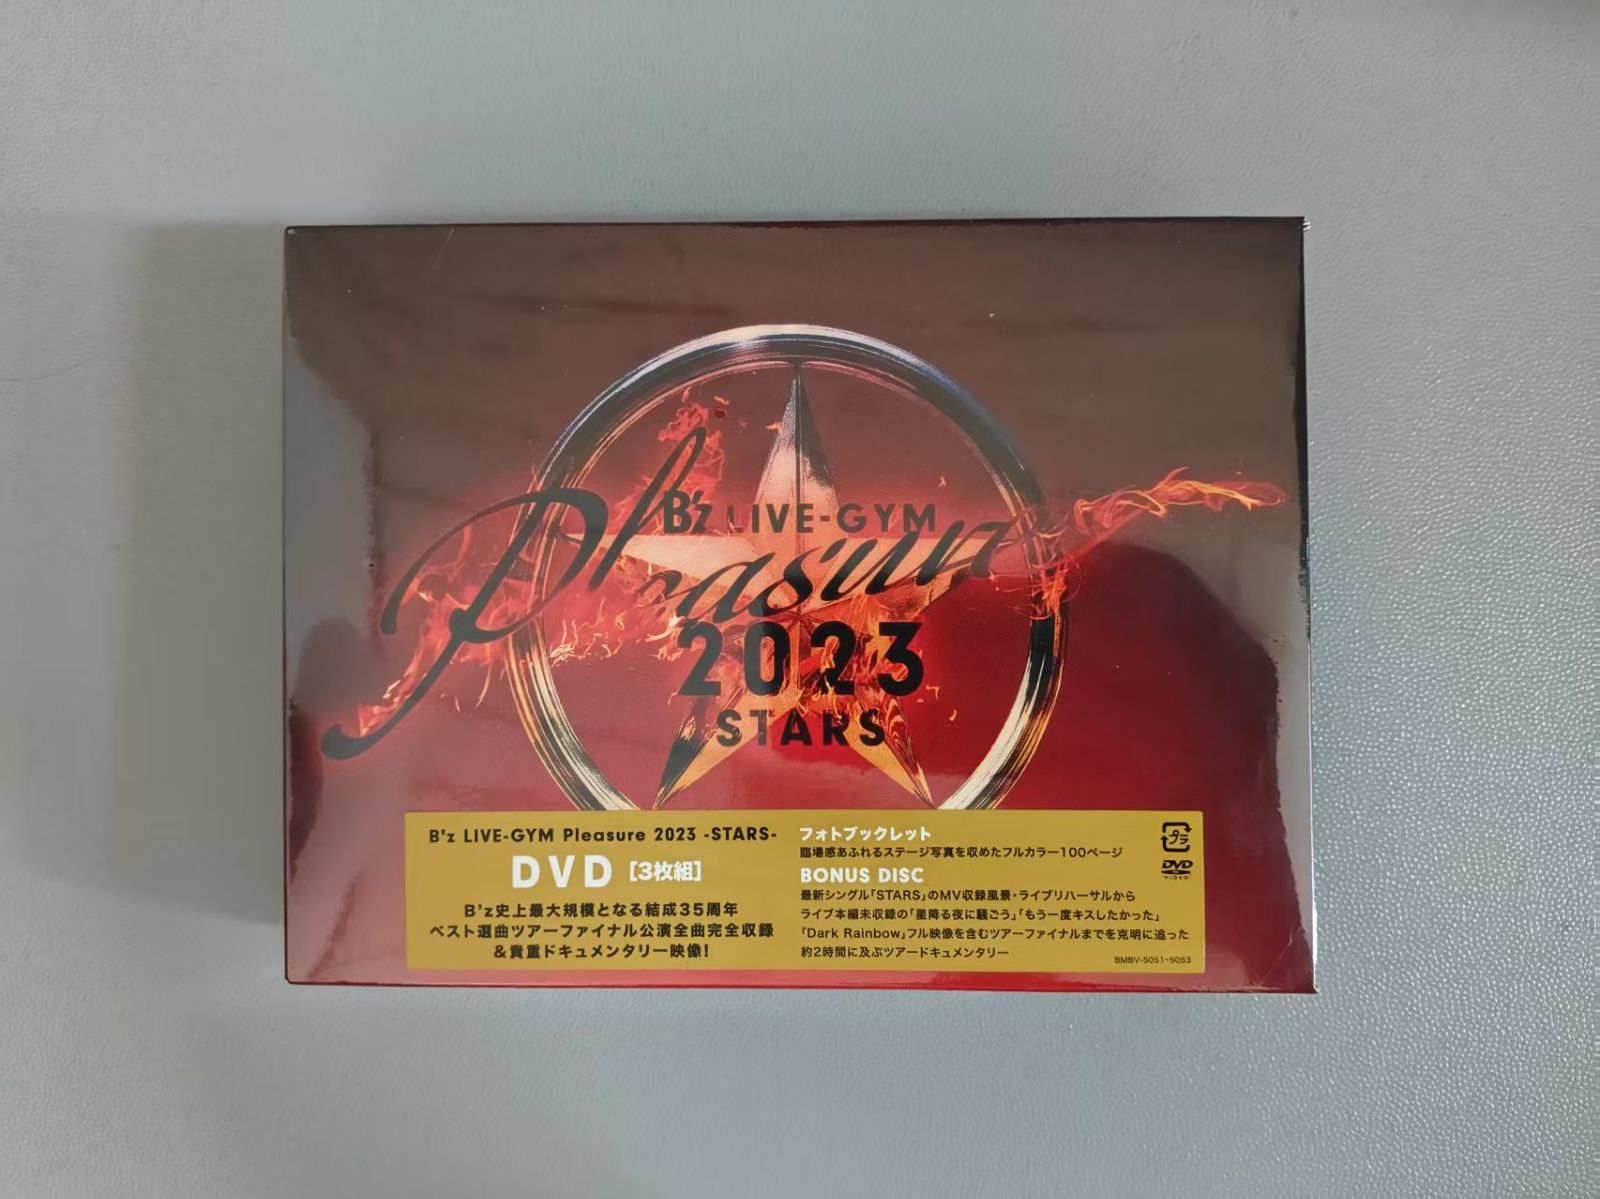 B'z LIVE-GYM
Pleasure
2023
STARS
B'z LIVE-GYM Pleasure 2023 -STARS-
DVD [3枚組]
B'z史上最大規模となる結成35周年
ベスト選曲ツアーファイナル公演全曲完全収録
&貴重ドキュメンタリー映像!
フォトブックレット
臨場感あふれるステージ写真を収めたフルカラー100ページ
BONUS DISC
最新シングル「STARS」のMV収録風景・ライブリハーサルから
ライブ本編未収録の「星降る夜に騒ごう」「もう一度キスしたかった」
「Dark Rainbow」フル映像を含むツアーファイナルまでを克明に追った
約2時間に及ぶツアードキュメンタリー
プラ
DVD
VIDEO
BMBV-5051~5053